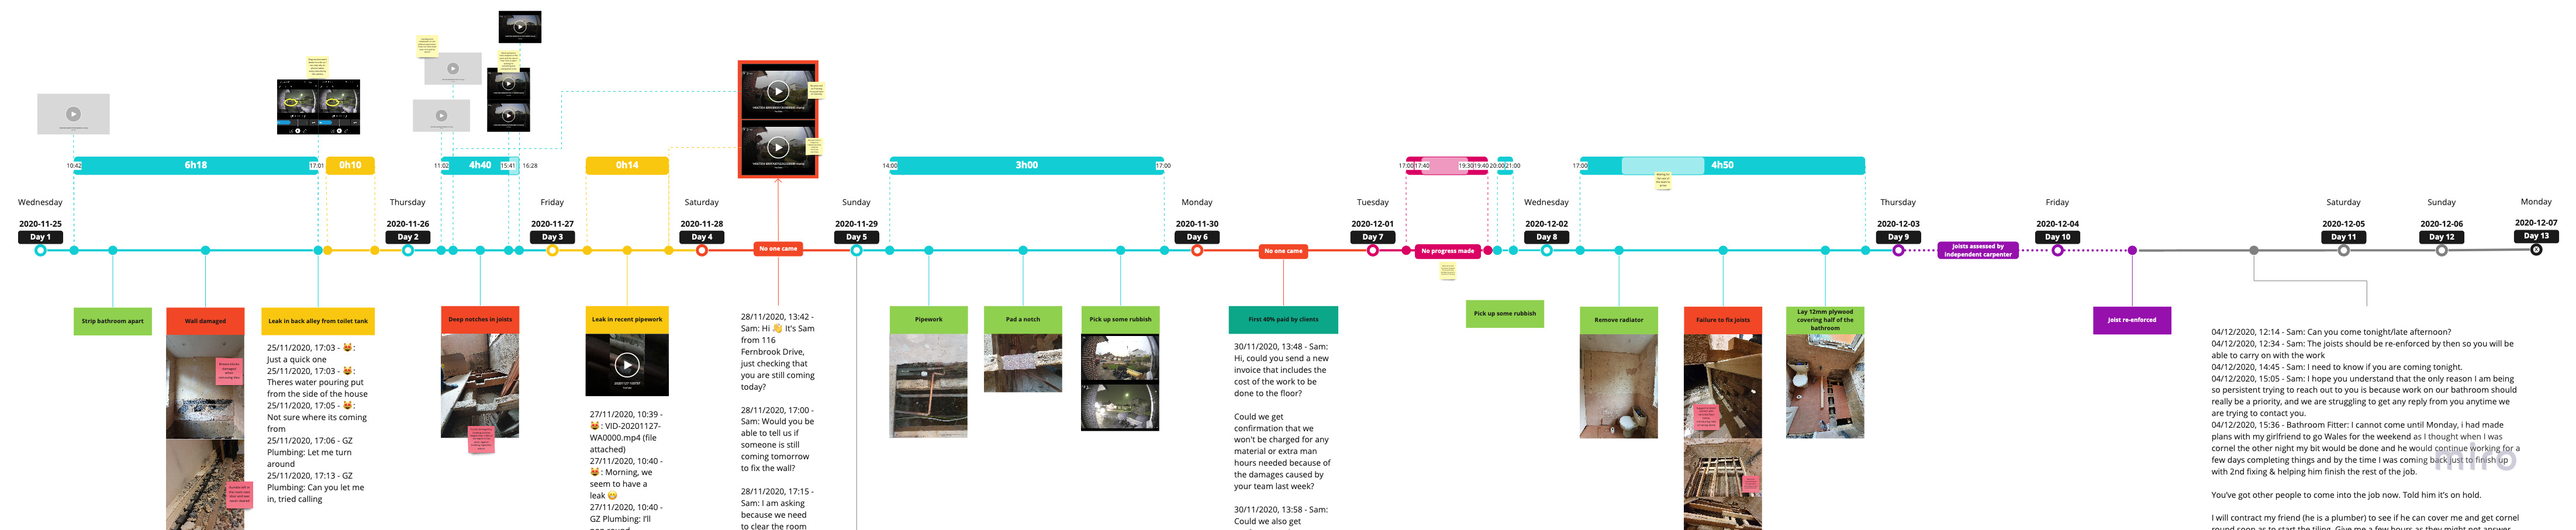 10:42
6h18
17:01
0h10
11:02
4h40
15:41
16:28
0h14
14:00
3h00
17:00
17:00
17:40
19:30
19:40
20:00
21:00
17:00
4h50
Wednesday
2020-11-25
Day 1
Thursday
2020-11-26
Day 2
Friday
2020-11-27
Day 3
Saturday
2020-11-28
Day 4
No one came
Sunday
2020-11-29
Day 5
Monday
2020-11-30
Day 6
No one came
Tuesday
2020-12-01
Day 7
No progress made
Wednesday
2020-12-02
Day 8
Thursday
2020-12-03
Day 9
Joists assessed by
independent carpenter
Friday
2020-12-04
Day 10
Saturday
2020-12-05
Day 11
Sunday
2020-12-06
Day 12
Monday
2020-12-07
Day 13
Strip bathroom apart
Wall damaged
Leak in back alley from toilet tank
25/11/2020, 17:03 - 😻:
Just a quick one
25/11/2020, 17:03 - 😻:
Theres water pouring put
from the side of the house
25/11/2020, 17:05 - 😻:
Not sure where its coming
from
25/11/2020, 17:06 - GZ
Plumbing: Let me turn
around
25/11/2020, 17:13 - GZ
Plumbing: Can you let me
in, tried calling
Deep notches in joists
Leak in recent pipework
27/11/2020, 10:39 -
😻: VID-20201127-
WA0000.mp4 (file
attached)
27/11/2020, 10:40 -
😻: Morning, we
seem to have a
leak 😬
27/11/2020, 10:40 -
GZ Plumbing: I'll
28/11/2020, 13:42 -
Sam: Hi 👋 It's Sam
from 116
Fernbrook Drive,
just checking that
you are still coming
today?
28/11/2020, 17:00 -
Sam: Would you be
able to tell us if
someone is still
coming tomorrow
to fix the wall?
28/11/2020, 17:15 -
Sam: I am asking
because we need
to clear the room
Pipework
Pad a notch
Pick up some rubbish
First 40% paid by clients
30/11/2020, 13:48 - Sam:
Hi, could you send a new
invoice that includes the
cost of the work to be
done to the floor?
Could we get
confirmation that we
won't be charged for any
material or extra man
hours needed because of
the damages caused by
your team last week?
30/11/2020, 13:58 - Sam:
Could we also get
Pick up some rubbish
Remove radiator
Failure to fix joists
Lay 12mm plywood
covering half of the
bathroom
Joist re-enforced
04/12/2020, 12:14 - Sam: Can you come tonight/late afternoon?
04/12/2020, 13:34 - Sam: The joists should be re-enforced by then so you will be
able to carry on with the work
04/12/2020, 14:45 - Sam: I need to know if you are coming tonight.
04/12/2020, 15:05 - Sam: I hope you understand that the only reason I am being
so persistent trying to reach out to you is because work on our bathroom should
really be a priority, and we are struggling to get any reply from you anytime we
are trying to contact you.
04/12/2020, 15:36 - Bathroom Fitter: I cannot come until Monday, i had made
plans with my girlfriend to go Wales for the weekend as I thought when I was
cornel the other night my bit would be done and he would continue working for a
few days completing things and by the time I was coming back just to finish up
with 2nd fixing & helping him finish the rest of the job.
You've got other people to come into the job now. Told him it's on hold.
I will contract my friend (he is a plumber) to see if he can cover me and get cornel
miro